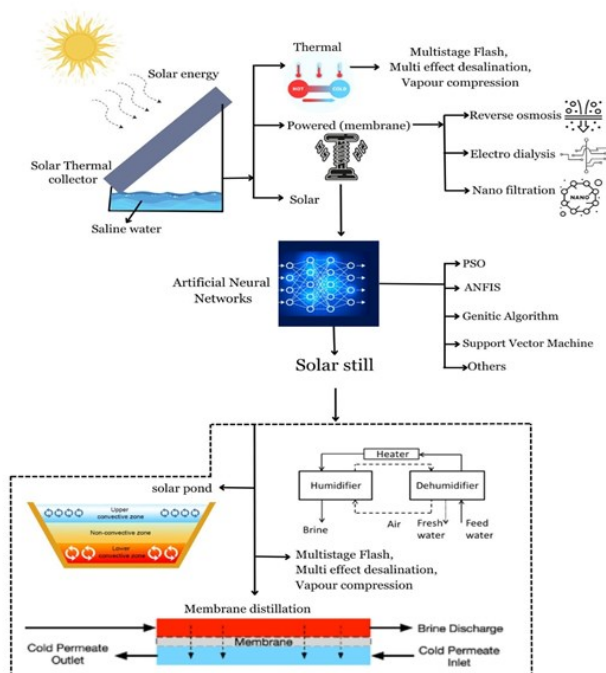 Solar energy
Solar Thermal
collector
Saline water
Thermal
HOT
COLD
Multistage Flash,
Multi effect desalination,
Vapour compression
Powered (membrane)
Reverse osmosis
Electro dialysis
Nano filtration
NANO
Solar
Artificial Neural
Networks
PSO
ANFIS
Genitic Algorithm
Support Vector Machine
Others
Solar still
solar pond
Upper
convective zone
Non-convective zone
Lower
convective zone
Heater
Humidifier
Dehumidifier
Brine
Air
Fresh
water
Feed
water
Multistage Flash,
Multi effect desalination,
Vapour compression
Membrane distillation
Brine Discharge
Membrane
Cold Permeate
Outlet
Cold Permeate
Inlet